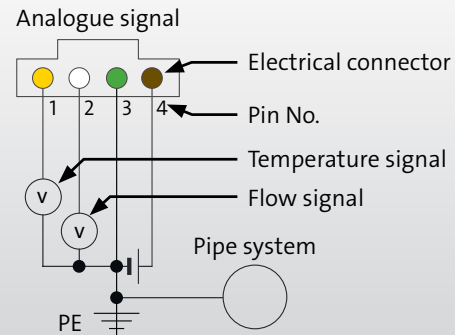 Analogue signal
Electrical connector
1 2 3 4
Pin No.
Temperature signal
v
Flow signal
v
Pipe system
PE